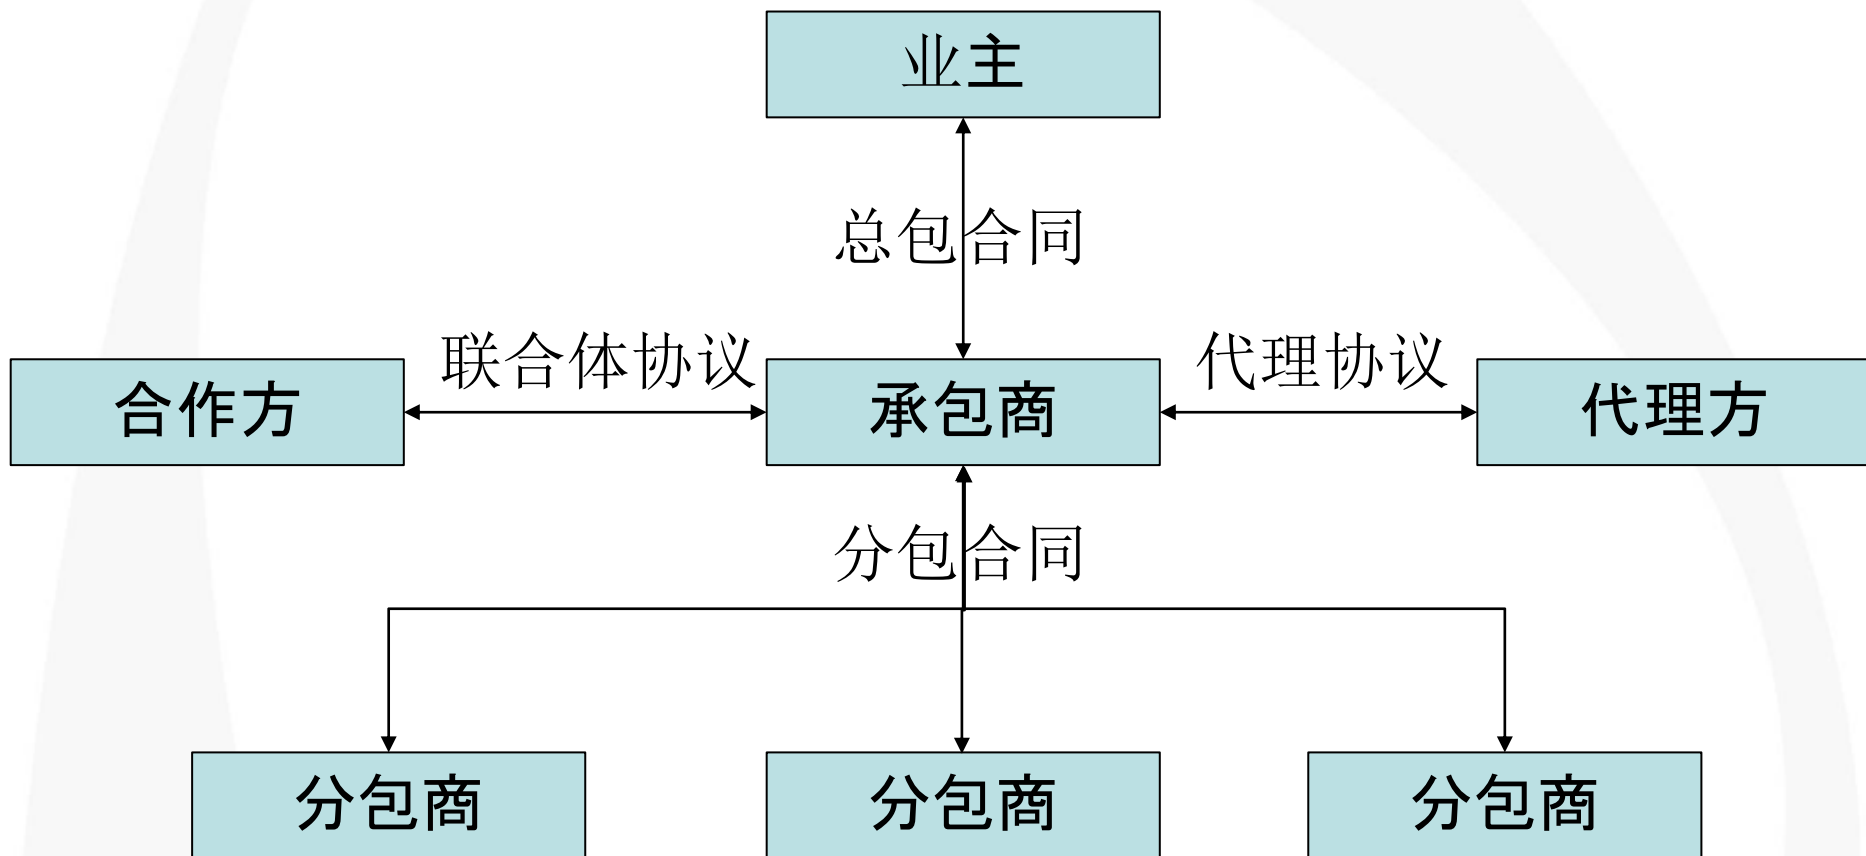 业主
总包合同
联合体协议
代理协议
合作方
承包商
代理方
分包合同
分包商
分包商
分包商